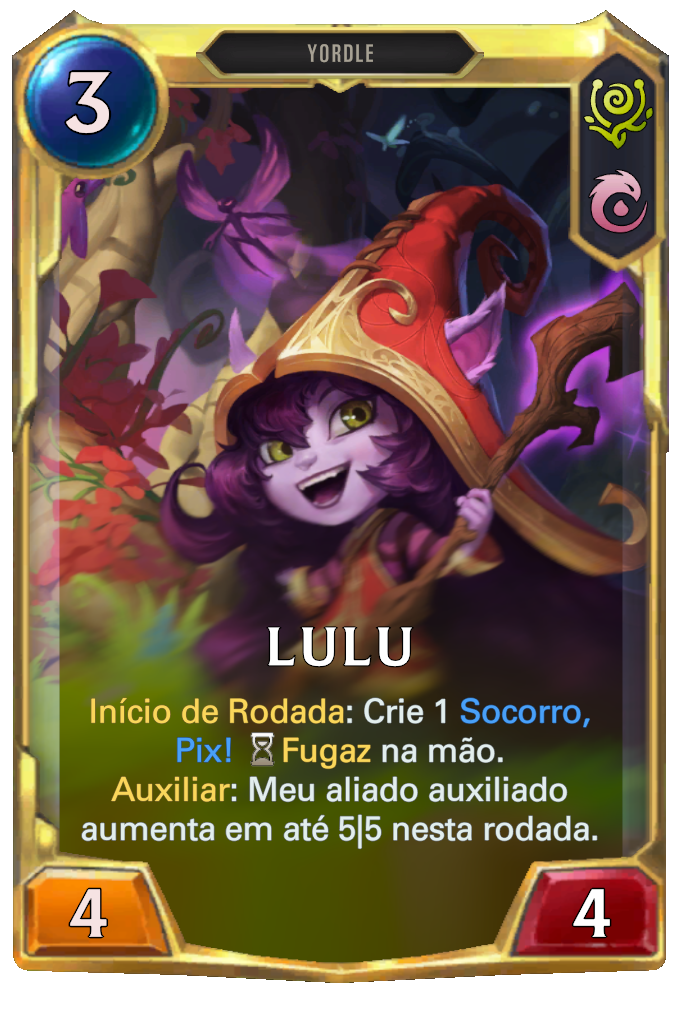 YORDLE
3
LULU
Início de Rodada: Crie 1 Socorro,
Pix! Fugaz na mão.
Auxiliar: Meu aliado auxiliado
aumenta em até 5|5 nesta rodada.
4
4